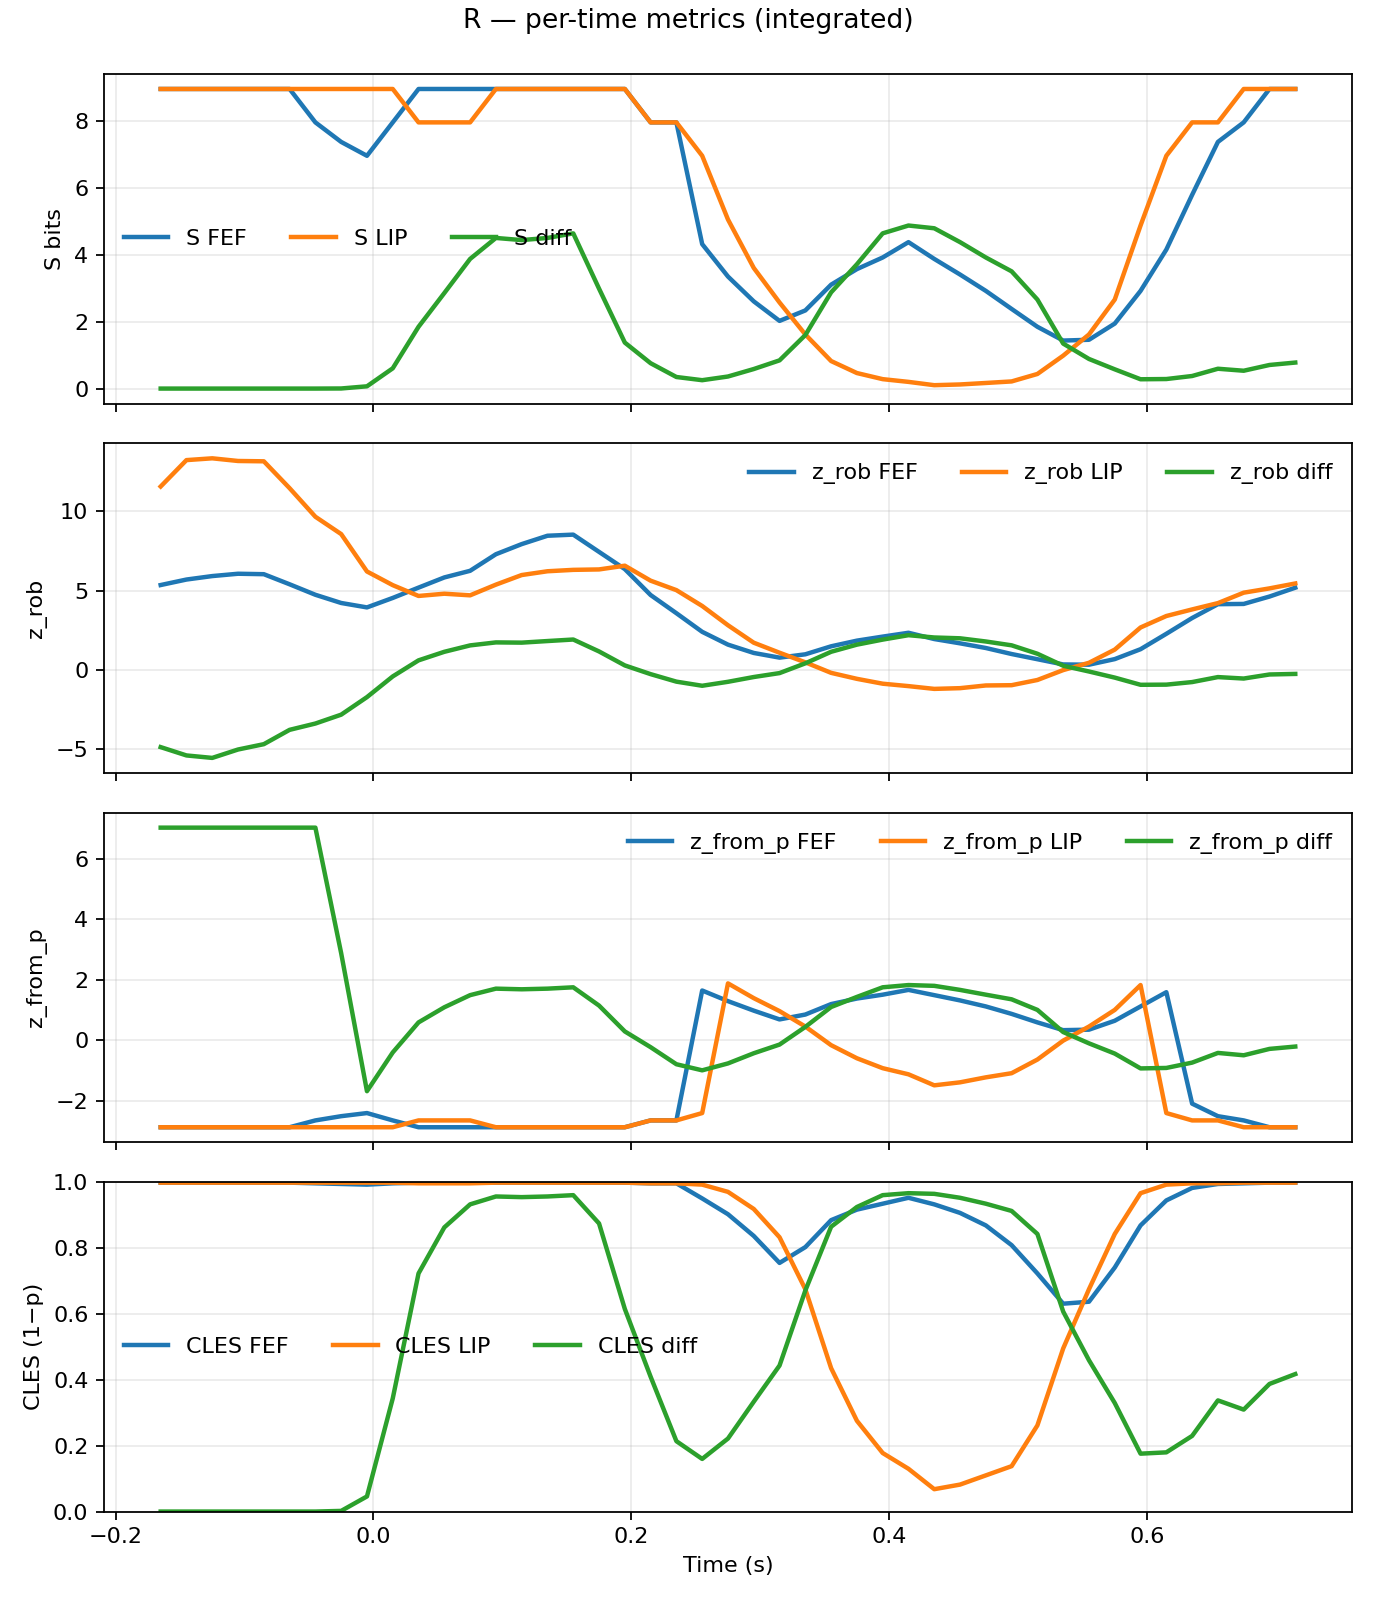 R — per-time metrics (integrated)
8
6
4
2
0
S bits
S FEF S LIP S diff
10
5
0
−5
z_rob
z_rob FEF z_rob LIP z_rob diff
6
4
2
0
−2
z_from_p
z_from_p FEF z_from_p LIP z_from_p diff
1.0
0.8
0.6
0.4
0.2
0.0
CLES (1−p)
CLES FEF CLES LIP CLES diff
−0.2 0.0 0.2 0.4 0.6
Time (s)